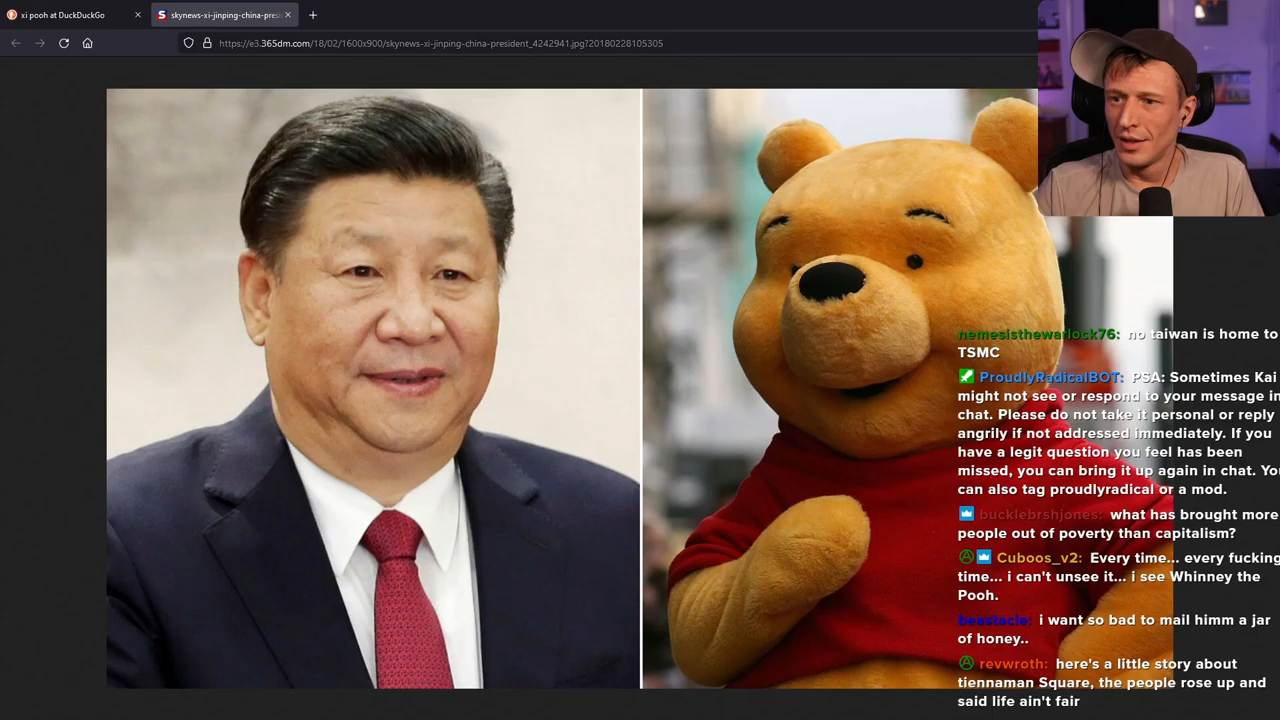 xi pooh at DuckDuckGo
skynews-xi-jinping-china-pres
https://e3.365dm.com/18/02/1600x900/skynews-xi-jinping-china-president_4242941.jpg?20180228105305
nemesisthewarlock76: no taiwan is home to
TSMC
ProudlyRadicalBOT: PSA: Sometimes Kai
might not see or respond to your message in
chat. Please do not take it personal or reply
angrily if not addressed immediately. If you
have a legit question you feel has been
missed, you can bring it up again in chat. You
can also tag proudlyradical or a mod.
bucklebrshjones: what has brought more
people out of poverty than capitalism?
Cuboos_v2: Every time... every fucking
time... i can't unsee it... i see Whinney the
Pooh.
beastacle: i want so bad to mail himm a jar
of honey..
revwroth: here's a little story about
tiennaman Square, the people rose up and
said life ain't fair